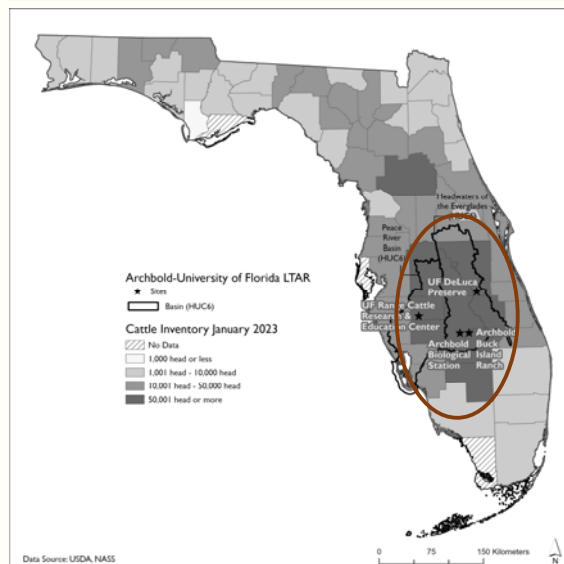 Headwaters
of the Everglades
(HUC6)
Peace
River
Basin
(HUC6)
UF DeLuca
Preserve
UF Range Cattle
Research &
Education Center
Archbold
Biological
Station
Archbold
Buck
Island
Ranch
Archbold-University of Florida LTAR
Sites
Basin (HUC6)
Cattle Inventory January 2023
No Data
1,000 head or less
1,001 head - 10,000 head
10,001 head - 50,000 head
50,001 head or more
Data Source: USDA, NASS
0 75 150 Kilometers
N